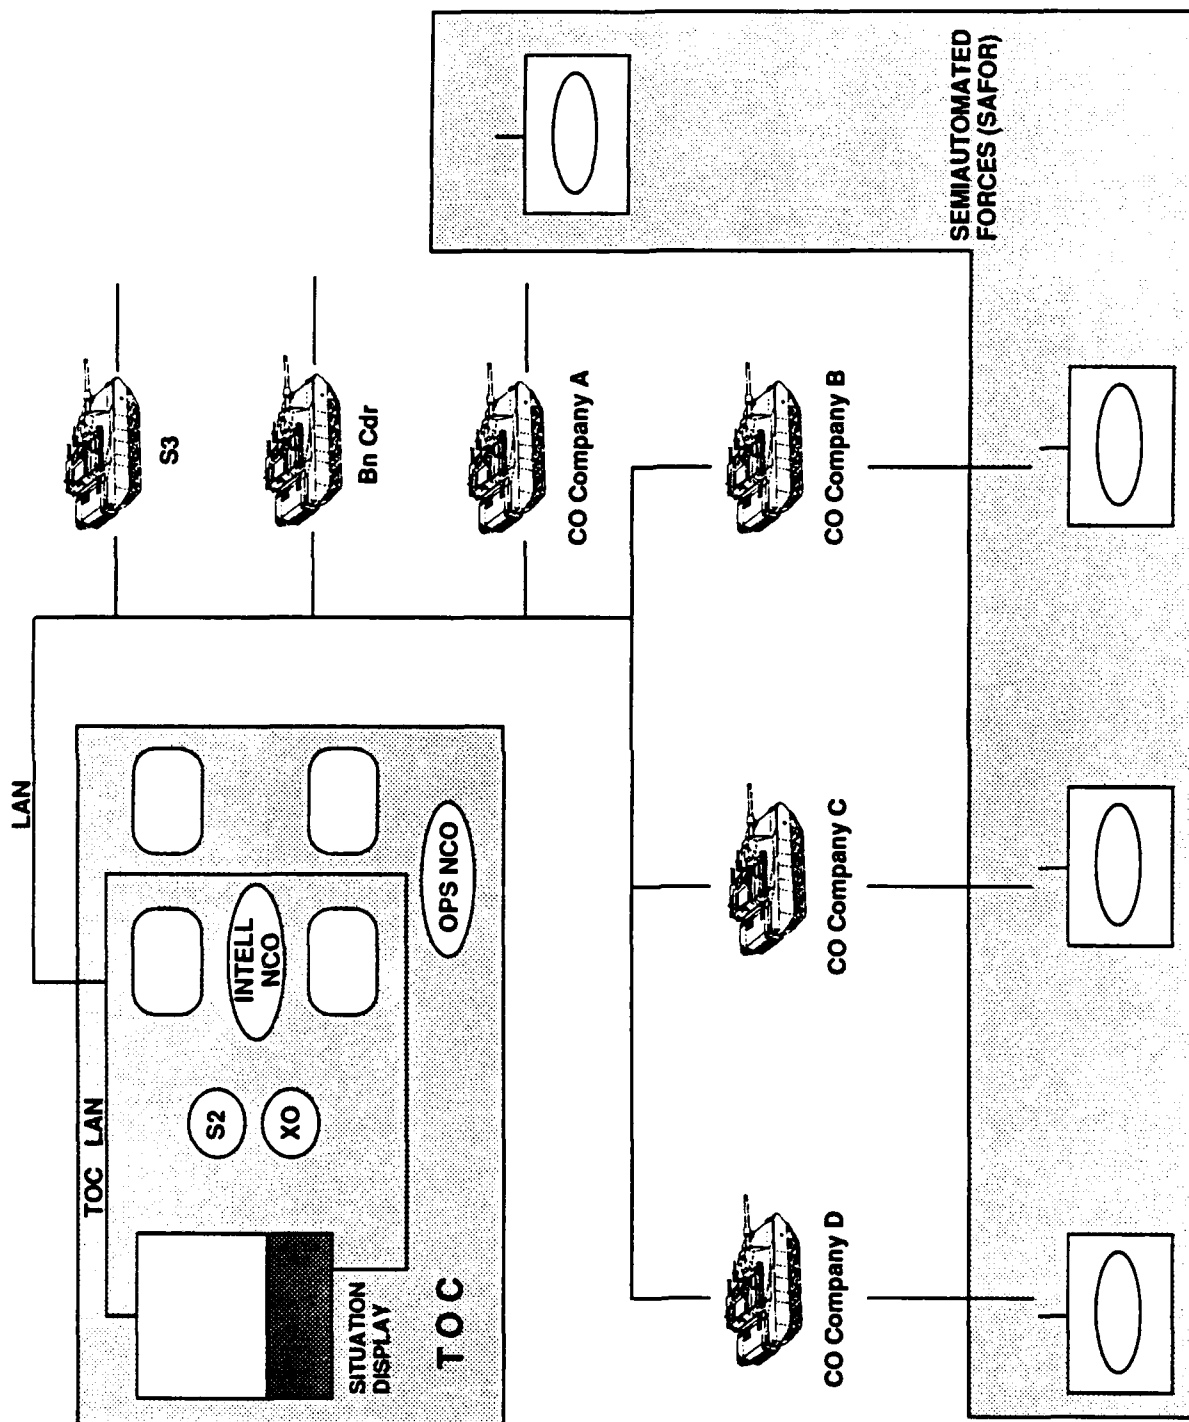 LAN
TOC LAN
SITUATION
DISPLAY
S2
XO
INTELL
NCO
OPS NCO
T O C
S3
Bn Cdr
CO Company A
CO Company D
CO Company C
CO Company B
SEMIAUTOMATED
FORCES (SAFOR)